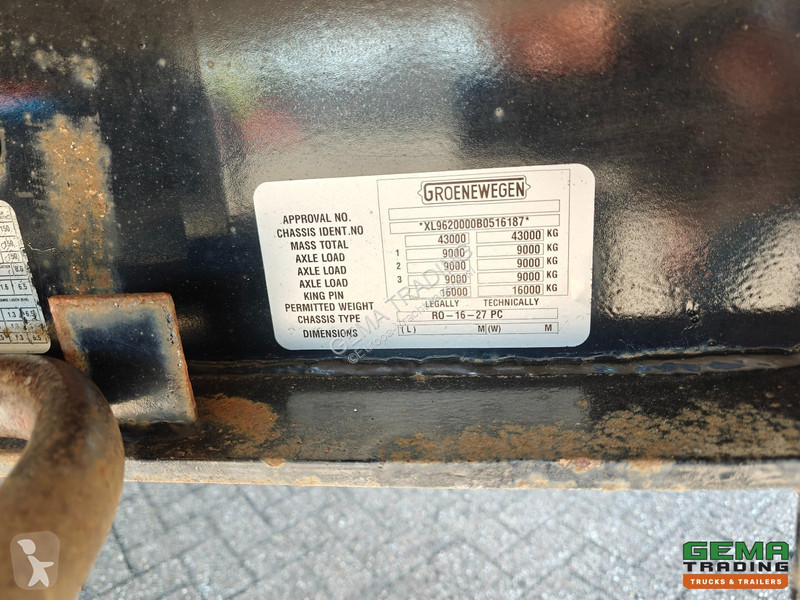 GROENEWEGEN
APPROVAL NO.
CHASSIS IDENT.NO *XL9620000B0516187*
MASS TOTAL 43000 43000 KG
AXLE LOAD 1 9000 9000 KG
AXLE LOAD 2 9000 9000 KG
AXLE LOAD 3 9000 9000 KG
KING PIN 16000 16000 KG
PERMITTED WEIGHT LEGALLY TECHNICALLY
CHASSIS TYPE RO-16-27 PC
DIMENSIONS (L) M (W) M
GEMA TRADING
GEMA
TRADING
TRUCKS & TRAILERS